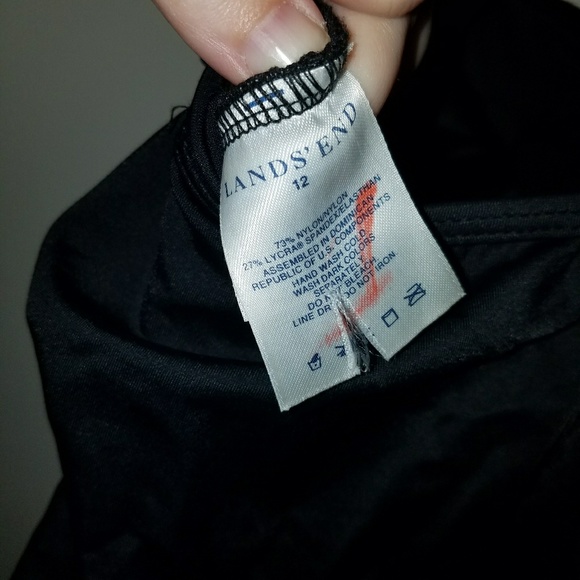 LANDS' END
12
73% NYLON/NYLON
27% LYCRA® SPANDEX/ELASTHAN
ASSEMBLED IN DOMINICAN
REPUBLIC OF U.S. COMPONENTS
HAND WASH COLD
WASH DARK COLORS
SEPARATELY
DO NOT BLEACH
LINE DRY DO NOT IRON